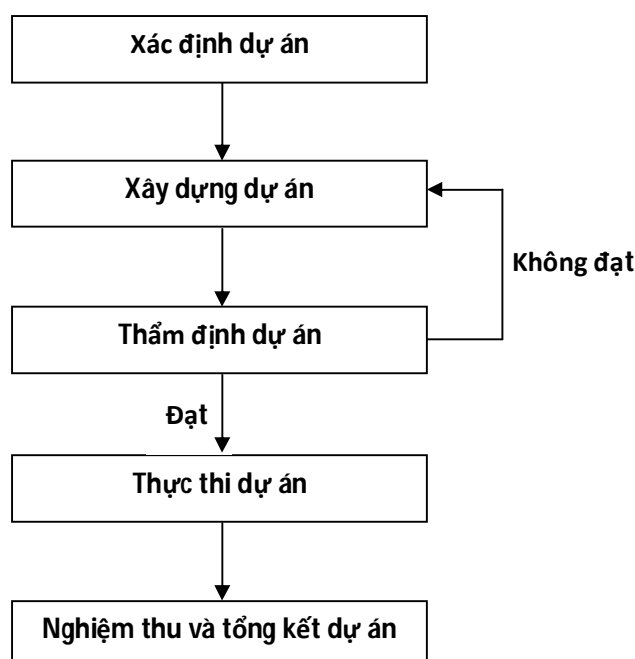 Xác định dự án
Xây dựng dự án
Không đạt
Thẩm định dự án
Đạt
Thực thi dự án
Nghiệm thu và tổng kết dự án